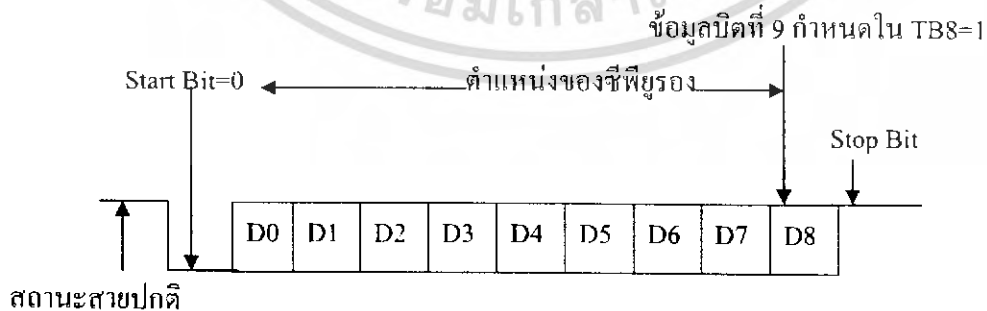 ข้อมูลบิตที่ 9 กำหนดใน TB8=1
Start Bit=0
ตำแหน่งของซีพียูรอง
Stop Bit
D0 D1 D2 D3 D4 D5 D6 D7 D8
สถานะสายปกติ